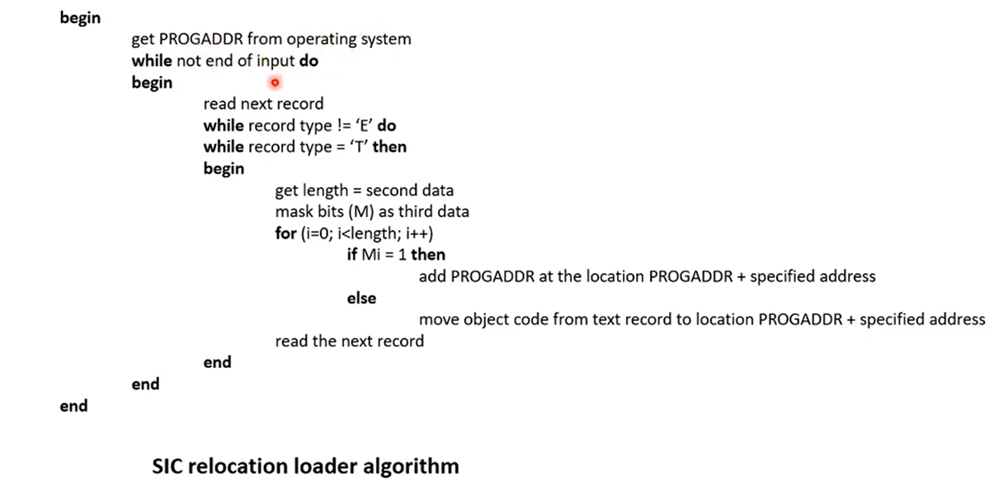 begin
get PROGADDR from operating system
while not end of input do
begin
read next record
while record type != ‘E’ do
while record type = ‘T’ then
begin
get length = second data
mask bits (M) as third data
for (i=0; i<length; i++)
if Mi = 1 then
add PROGADDR at the location PROGADDR + specified address
else
move object code from text record to location PROGADDR + specified address
read the next record
end
end
end
SIC relocation loader algorithm